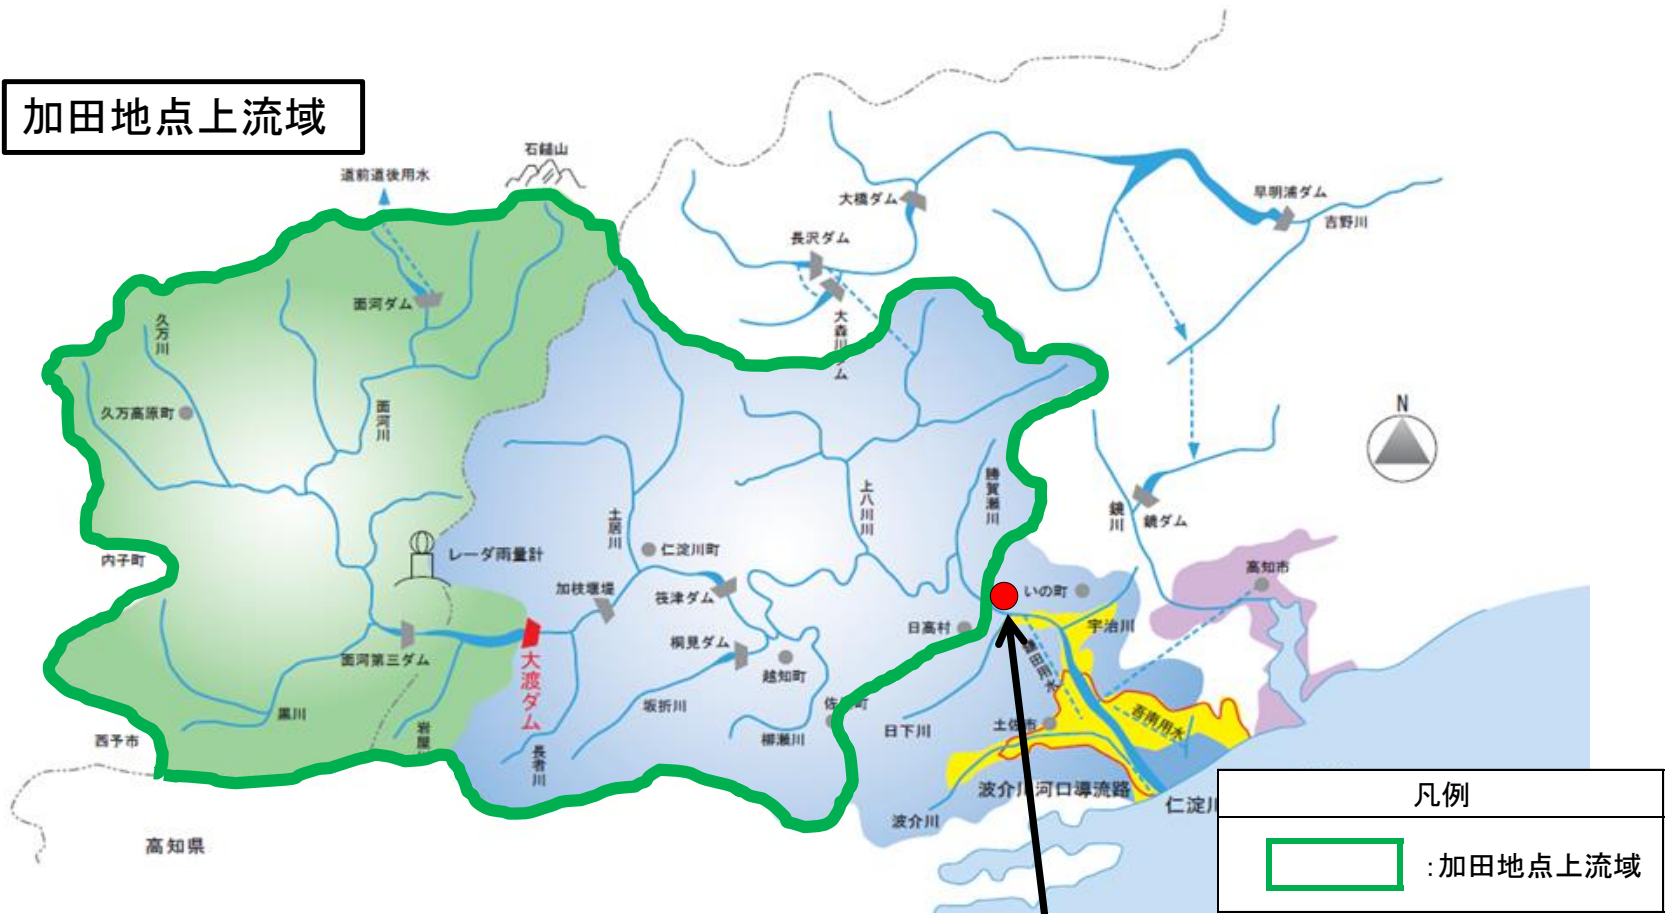 加田地点上流域
石鎚山
道前道後用水
大橋ダム
早明浦ダム
吉野川
長沢ダム
面河ダム
大森川ダム
久万川
久万高原町
面河川
N
上八川川
勝賀瀬川
鏡川
鏡ダム
土居川
仁淀川町
レーダ雨量計
内子町
加枝堰堤
筏津ダム
高知市
いの町
宇治川
日高村
桐見ダム
面河第三ダム
大渡ダム
越知町
鎌田用水
黒川
坂折川
柳瀬川
日下川
土佐市
吾南用水
西予市
長者川
波介川河口導流路
波介川
仁淀川
高知県
凡例
:加田地点上流域